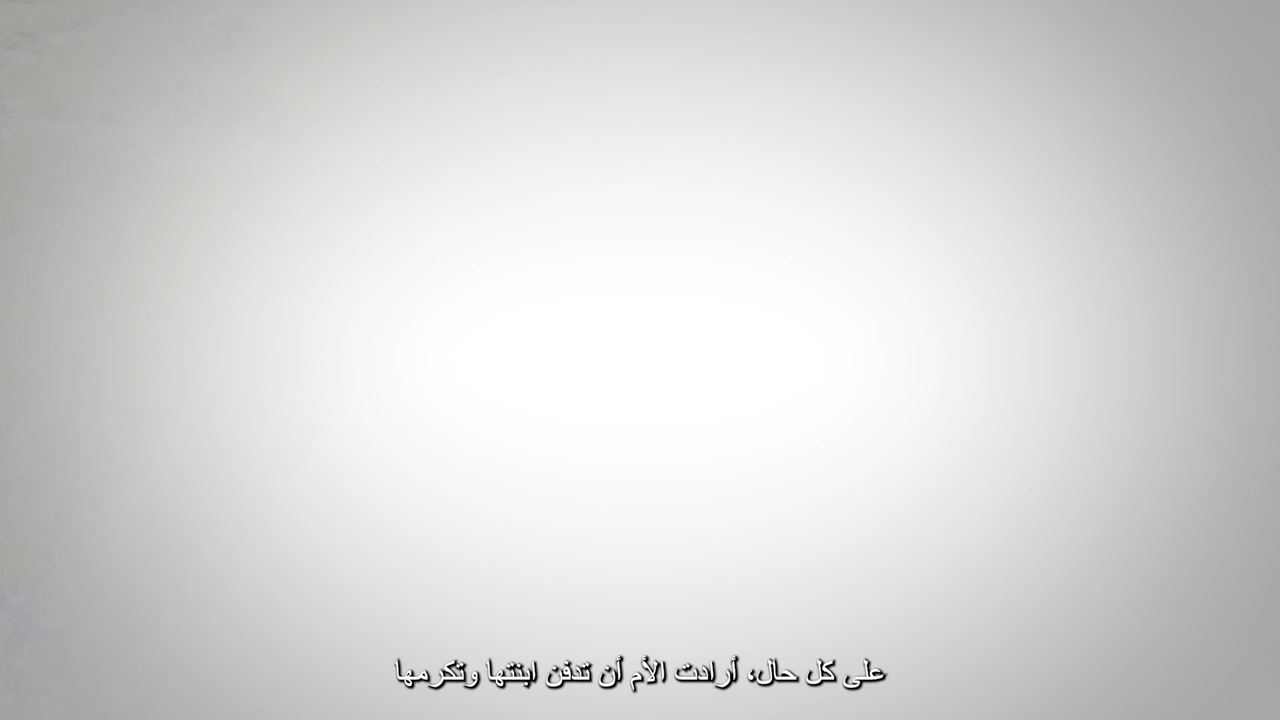 على كل حال، أرادت الأم أن تدفن ابنتها وتكرمها